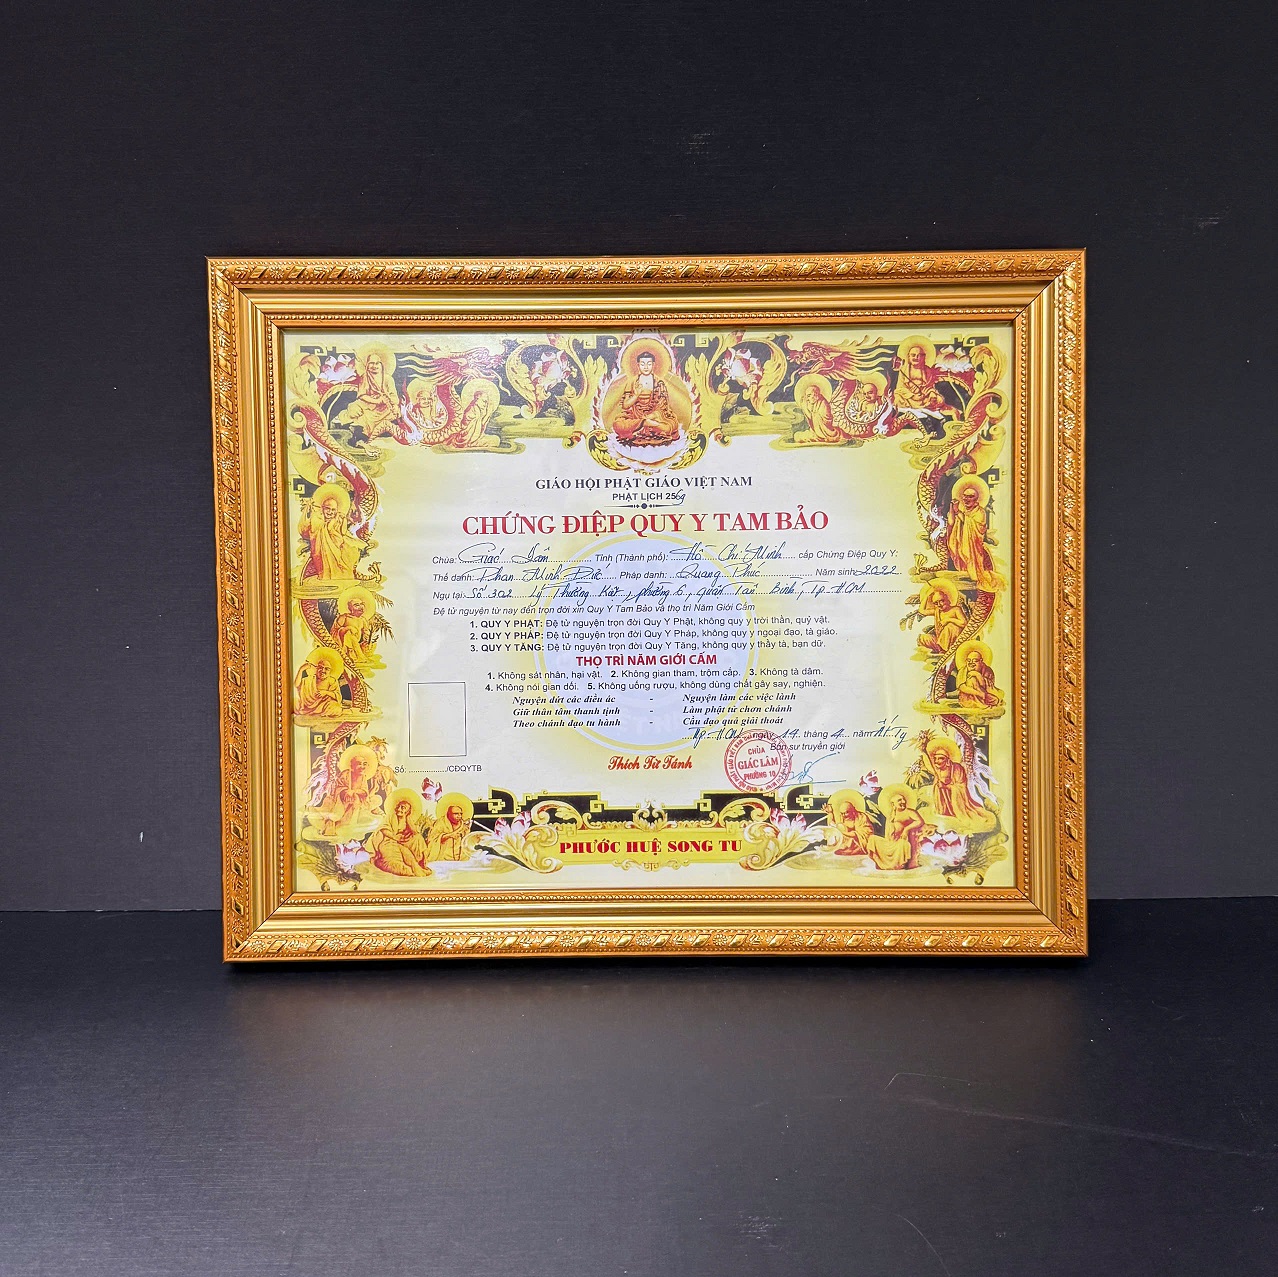 GIÁO HỘI PHẬT GIÁO VIỆT NAM
PHẬT LỊCH 2569
CHỨNG ĐIỆP QUY Y TAM BẢO
Chùa: Giác Lâm Tỉnh (Thành phố): Hồ Chí Minh cấp Chứng Điệp Quy Y:
Thế danh: Phan Minh Đức Pháp danh: Quang Phúc Năm sinh: 2022
Ngụ tại: Số 302 Lý Thường Kiệt, phường 6, quận Tân Bình, Tp. HCM
Đệ tử nguyện từ nay đến trọn đời xin Quy Y Tam Bảo và thọ trì Năm Giới Cấm
1. QUY Y PHẬT: Đệ tử nguyện trọn đời Quy Y Phật, không quy y trời thần, quỷ vật.
2. QUY Y PHÁP: Đệ tử nguyện trọn đời Quy Y Pháp, không quy y ngoại đạo, tà giáo.
3. QUY Y TĂNG: Đệ tử nguyện trọn đời Quy Y Tăng, không quy y thầy tà, bạn dữ.
THỌ TRÌ NĂM GIỚI CẤM
1. Không sát nhân, hại vật. 2. Không gian tham, trộm cắp. 3. Không tà dâm.
4. Không nói gian dối. 5. Không uống rượu, không dùng chất gây say, nghiện.
Nguyện dứt các điều ác - Nguyện làm các việc lành
Giữ thân tâm thanh tịnh - Làm phật tử chơn chánh
Theo chánh đạo tu hành - Cầu đạo quả giải thoát
Tp. HCM ngày 14 tháng 4 năm Ất Tỵ
Bổn sư truyền giới
CHÙA
GIÁC LÂM
PHƯỜNG 10
Thích Từ Tánh
Số: ................/CĐQYTB
PHƯỚC HUỆ SONG TU